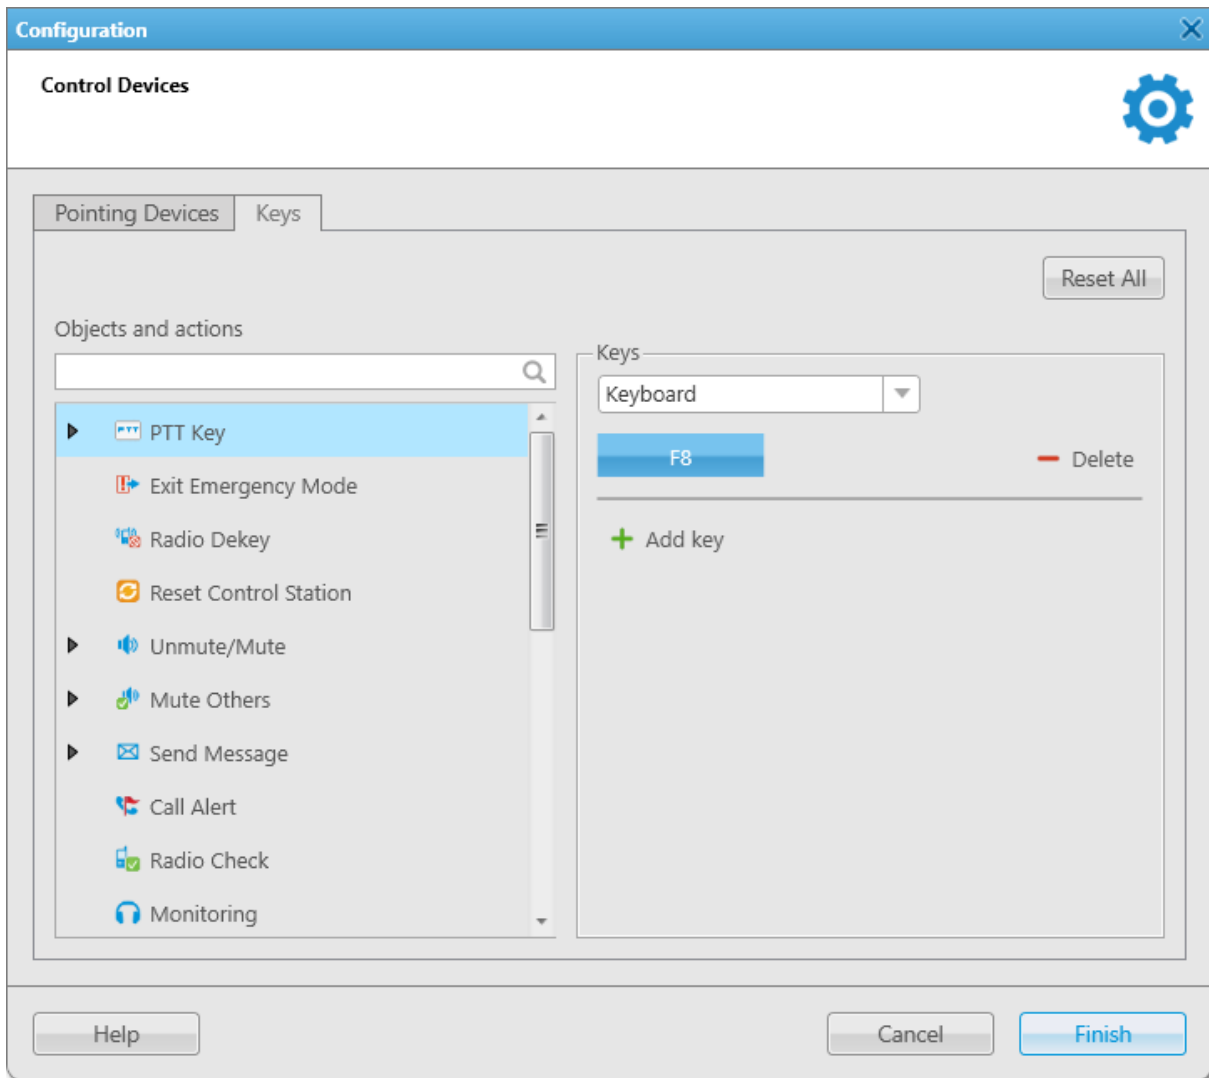 Configuration
Control Devices
Pointing Devices
Keys
Reset All
Objects and actions
PTT Key
Exit Emergency Mode
Radio Dekey
Reset Control Station
Unmute/Mute
Mute Others
Send Message
Call Alert
Radio Check
Monitoring
Keys
Keyboard
F8
Delete
Add key
Help
Cancel
Finish